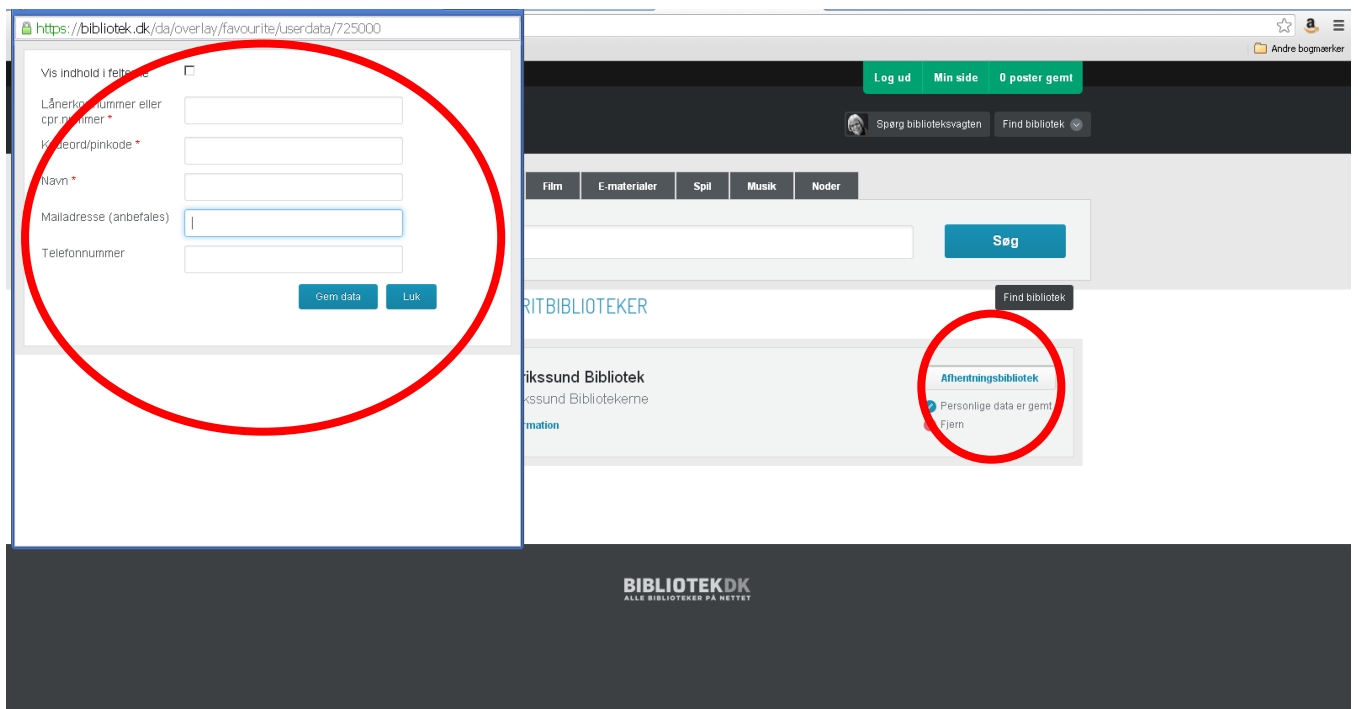 https://bibliotek.dk/da/overlay/favourite/userdata/725000
Andre bogmærker
Vis indhold i felterne
Lånerkortnummer eller
cpr.nummer *
Kodeord/pinkode *
Navn *
Mailadresse (anbefales)
Telefonnummer
Gem data Luk
Log ud Min side 0 poster gemt
Spørg biblioteksvagten Find bibliotek
Film E-materialer Spil Musik Noder
Søg
Find bibliotek
RITBIBLIOTEKER
rikssund Bibliotek
kssund Bibliotekerne
rmation
Afhentningsbibliotek
Personlige data er gemt
Fjern
BIBLIOTEKDK
ALLE BIBLIOTEKER PÅ NETTET